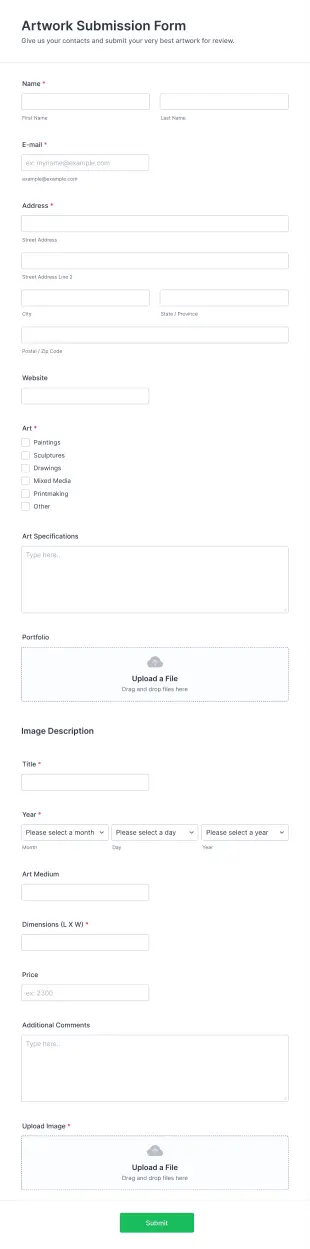 Artwork Submission Form
Give us your contacts and submit your very best artwork for review.
Name *
First Name
Last Name
E-mail *
ex: myname@example.com
example@example.com
Address *
Street Address
Street Address Line 2
City
State / Province
Postal / Zip Code
Website
Art *
Paintings
Sculptures
Drawings
Mixed Media
Printmaking
Other
Art Specifications
Type here..
Portfolio
Upload a File
Drag and drop files here
Image Description
Title *
Year *
Please select a month
Please select a day
Please select a year
Month
Day
Year
Art Medium
Dimensions (L X W) *
Price
ex: 2300
Additional Comments
Type here..
Upload Image *
Upload a File
Drag and drop files here
Submit